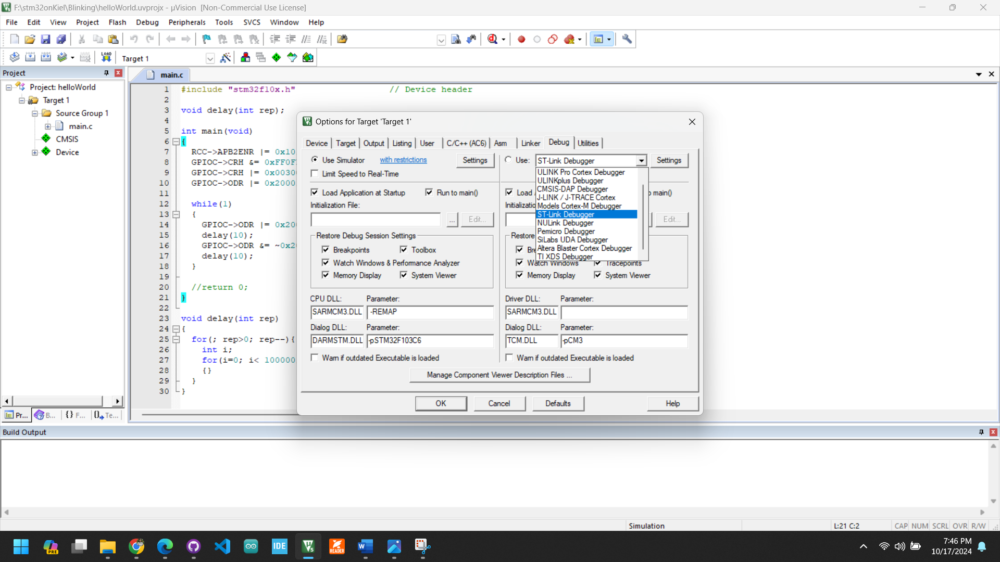 F:\stm32onKiel\Blinking\helloWorld.uvprojx - µVision [Non-Commercial Use License]
File Edit View Project Flash Debug Peripherals Tools SVCS Window Help
LOAD Target 1
Project
main.c
Project: helloWorld
Target 1
Source Group 1
main.c
CMSIS
Device
1 #include "stm32f10x.h" // Device header
2
3 void delay(int rep);
4
5 int main(void)
6 {
7 RCC->APB2ENR |= 0x10
8 GPIOC->CRH &= 0xFF0F
9 GPIOC->CRH |= 0x0030
10 GPIOC->ODR |= 0x2000
11
12 while(1)
13 {
14 GPIOC->ODR |= 0x20
15 delay(10);
16 GPIOC->ODR &= ~0x2
17 delay(10);
18 }
19
20 //return 0;
21 }
22
23 void delay(int rep)
24 {
25 for(; rep>0; rep--){
26 int i;
27 for(i=0; i< 100000
28 {}
29 }
30 }
Pr... B... {} F... Te...
Options for Target 'Target 1'
Device Target Output Listing User C/C++ (AC6) Asm Linker Debug Utilities
Use Simulator with restrictions Settings
Limit Speed to Real-Time
Load Application at Startup Run to main()
Initialization File:
... Edit...
Restore Debug Session Settings
Breakpoints Toolbox
Watch Windows & Performance Analyzer
Memory Display System Viewer
CPU DLL: Parameter:
SARMCM3.DLL -REMAP
Dialog DLL: Parameter:
DARMSTM.DLL -pSTM32F103C6
Warn if outdated Executable is loaded
Use: ST-Link Debugger Settings
ULINK Pro Cortex Debugger
ULINKplus Debugger
CMSIS-DAP Debugger
J-LINK / J-TRACE Cortex
Models Cortex-M Debugger
ST-Link Debugger
NULink Debugger
Pemicro Debugger
SiLabs UDA Debugger
Altera Blaster Cortex Debugger
TI XDS Debugger
Load main()
Edit...
Restore
Watch Windows Tracepoints
Memory Display System Viewer
Driver DLL: Parameter:
SARMCM3.DLL
Dialog DLL: Parameter:
TCM.DLL -pCM3
Warn if outdated Executable is loaded
Manage Component Viewer Description Files ...
OK Cancel Defaults Help
Build Output
Simulation L:21 C:2 CAP NUM SCRL OVR R/W
PRE IDE V5 READER
7:46 PM
10/17/2024